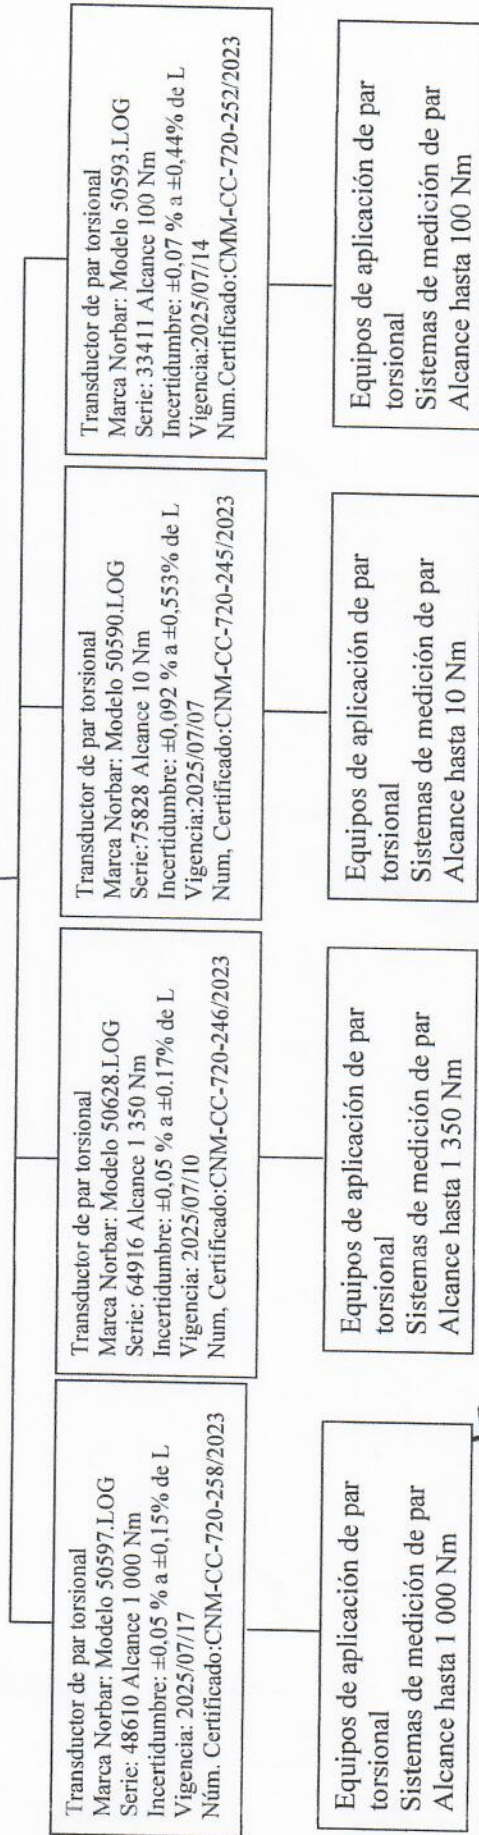 Transductor de par torsional
Marca Norbar: Modelo 50597.LOG
Serie: 48610 Alcance 1 000 Nm
Incertidumbre: ±0,05 % a ±0,15% de L
Vigencia: 2025/07/17
Núm. Certificado:CNM-CC-720-258/2023
Transductor de par torsional
Marca Norbar: Modelo 50628.LOG
Serie: 64916 Alcance 1 350 Nm
Incertidumbre: ±0,05 % a ±0.17% de L
Vigencia: 2025/07/10
Num, Certificado:CNM-CC-720-246/2023
Transductor de par torsional
Marca Norbar: Modelo 50590.LOG
Serie:75828 Alcance 10 Nm
Incertidumbre: ±0,092 % a ±0,553% de L
Vigencia:2025/07/07
Num, Certificado:CNM-CC-720-245/2023
Transductor de par torsional
Marca Norbar: Modelo 50593.LOG
Serie: 33411 Alcance 100 Nm
Incertidumbre: ±0,07 % a ±0,44% de L
Vigencia:2025/07/14
Num.Certificado:CMM-CC-720-252/2023
Equipos de aplicación de par
torsional
Sistemas de medición de par
Alcance hasta 1 000 Nm
Equipos de aplicación de par
torsional
Sistemas de medición de par
Alcance hasta 1 350 Nm
Equipos de aplicación de par
torsional
Sistemas de medición de par
Alcance hasta 10 Nm
Equipos de aplicación de par
torsional
Sistemas de medición de par
Alcance hasta 100 Nm